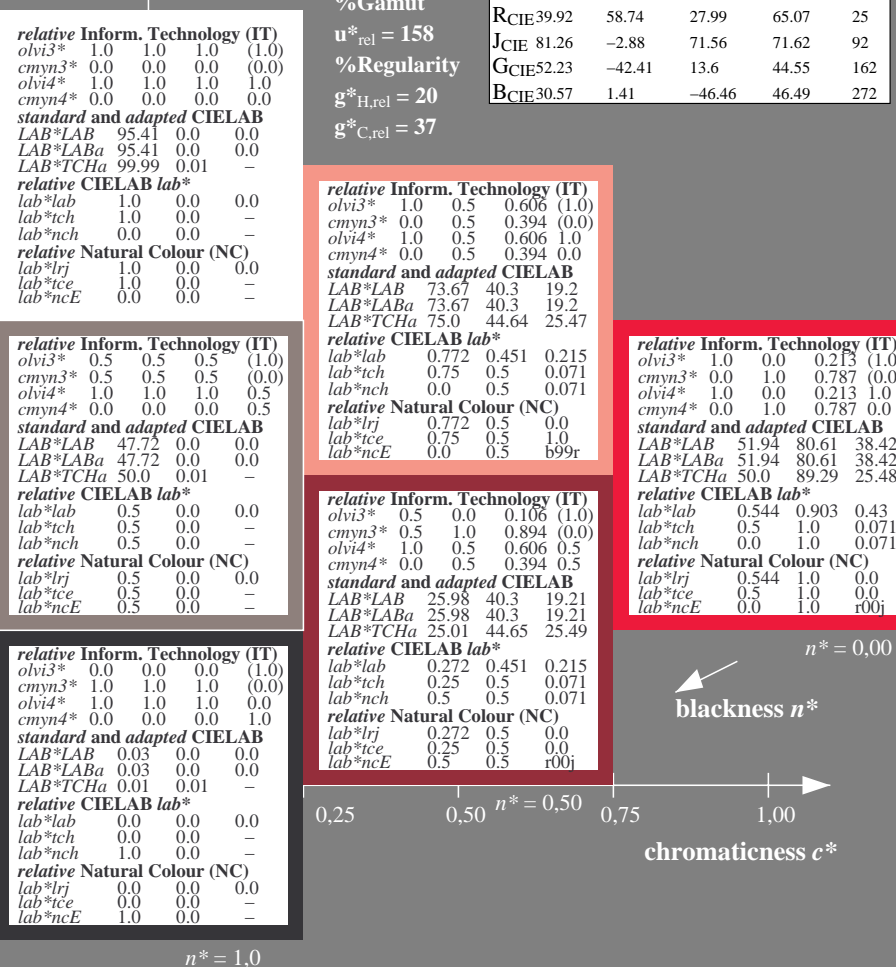 %Gamut
u*rel = 158
%Regularity
g*H,rel = 20
g*C,rel = 37
RCIE 39.92 58.74 27.99 65.07 25
JCIE 81.26 –2.88 71.56 71.62 92
GCIE 52.23 –42.41 13.6 44.55 162
BCIE 30.57 1.41 –46.46 46.49 272
relative Inform. Technology (IT)
olvi3* 1.0 1.0 1.0 (1.0)
cmyn3* 0.0 0.0 0.0 (0.0)
olvi4* 1.0 1.0 1.0 1.0
cmyn4* 0.0 0.0 0.0 0.0
standard and adapted CIELAB
LAB*LAB 95.41 0.0 0.0
LAB*LABa 95.41 0.0 0.0
LAB*TCHa 99.99 0.01 –
relative CIELAB lab*
lab*lab 1.0 0.0 0.0
lab*tch 1.0 0.0 –
lab*nch 0.0 0.0 –
relative Natural Colour (NC)
lab*lrj 1.0 0.0 0.0
lab*tce 1.0 0.0 –
lab*ncE 0.0 0.0 –
relative Inform. Technology (IT)
olvi3* 1.0 0.5 0.606 (1.0)
cmyn3* 0.0 0.5 0.394 (0.0)
olvi4* 1.0 0.5 0.606 1.0
cmyn4* 0.0 0.5 0.394 0.0
standard and adapted CIELAB
LAB*LAB 73.67 40.3 19.2
LAB*LABa 73.67 40.3 19.2
LAB*TCHa 75.0 44.64 25.47
relative CIELAB lab*
lab*lab 0.772 0.451 0.215
lab*tch 0.75 0.5 0.071
lab*nch 0.0 0.5 0.071
relative Natural Colour (NC)
lab*lrj 0.772 0.5 0.0
lab*tce 0.75 0.5 1.0
lab*ncE 0.0 0.5 b99r
relative Inform. Technology (IT)
olvi3* 0.5 0.5 0.5 (1.0)
cmyn3* 0.5 0.5 0.5 (0.0)
olvi4* 1.0 1.0 1.0 0.5
cmyn4* 0.0 0.0 0.0 0.5
standard and adapted CIELAB
LAB*LAB 47.72 0.0 0.0
LAB*LABa 47.72 0.0 0.0
LAB*TCHa 50.0 0.01 –
relative CIELAB lab*
lab*lab 0.5 0.0 0.0
lab*tch 0.5 0.0 –
lab*nch 0.5 0.0 –
relative Natural Colour (NC)
lab*lrj 0.5 0.0 0.0
lab*tce 0.5 0.0 –
lab*ncE 0.5 0.0 –
relative Inform. Technology (IT)
olvi3* 1.0 0.0 0.213 (1.0
cmyn3* 0.0 1.0 0.787 (0.0
olvi4* 1.0 0.0 0.213 1.0
cmyn4* 0.0 1.0 0.787 0.0
standard and adapted CIELAB
LAB*LAB 51.94 80.61 38.42
LAB*LABa 51.94 80.61 38.42
LAB*TCHa 50.0 89.29 25.48
relative CIELAB lab*
lab*lab 0.544 0.903 0.43
lab*tch 0.5 1.0 0.071
lab*nch 0.0 1.0 0.071
relative Natural Colour (NC)
lab*lrj 0.544 1.0 0.0
lab*tce 0.5 1.0 0.0
lab*ncE 0.0 1.0 r00j
relative Inform. Technology (IT)
olvi3* 0.5 0.0 0.106 (1.0)
cmyn3* 0.5 1.0 0.894 (0.0)
olvi4* 1.0 0.5 0.606 0.5
cmyn4* 0.0 0.5 0.394 0.5
standard and adapted CIELAB
LAB*LAB 25.98 40.3 19.21
LAB*LABa 25.98 40.3 19.21
LAB*TCHa 25.01 44.65 25.49
relative CIELAB lab*
lab*lab 0.272 0.451 0.215
lab*tch 0.25 0.5 0.071
lab*nch 0.5 0.5 0.071
relative Natural Colour (NC)
lab*lrj 0.272 0.5 0.0
lab*tce 0.25 0.5 0.0
lab*ncE 0.5 0.5 r00j
n* = 0,00
blackness n*
relative Inform. Technology (IT)
olvi3* 0.0 0.0 0.0 (1.0)
cmyn3* 1.0 1.0 1.0 (0.0)
olvi4* 1.0 1.0 1.0 0.0
cmyn4* 0.0 0.0 0.0 1.0
standard and adapted CIELAB
LAB*LAB 0.03 0.0 0.0
LAB*LABa 0.03 0.0 0.0
LAB*TCHa 0.01 0.01 –
relative CIELAB lab*
lab*lab 0.0 0.0 0.0
lab*tch 0.0 0.0 –
lab*nch 1.0 0.0 –
relative Natural Colour (NC)
lab*lrj 0.0 0.0 0.0
lab*tce 0.0 0.0 –
lab*ncE 1.0 0.0 –
0,25 0,50 n* = 0,50 0,75 1,00
chromaticness c*
n* = 1,0